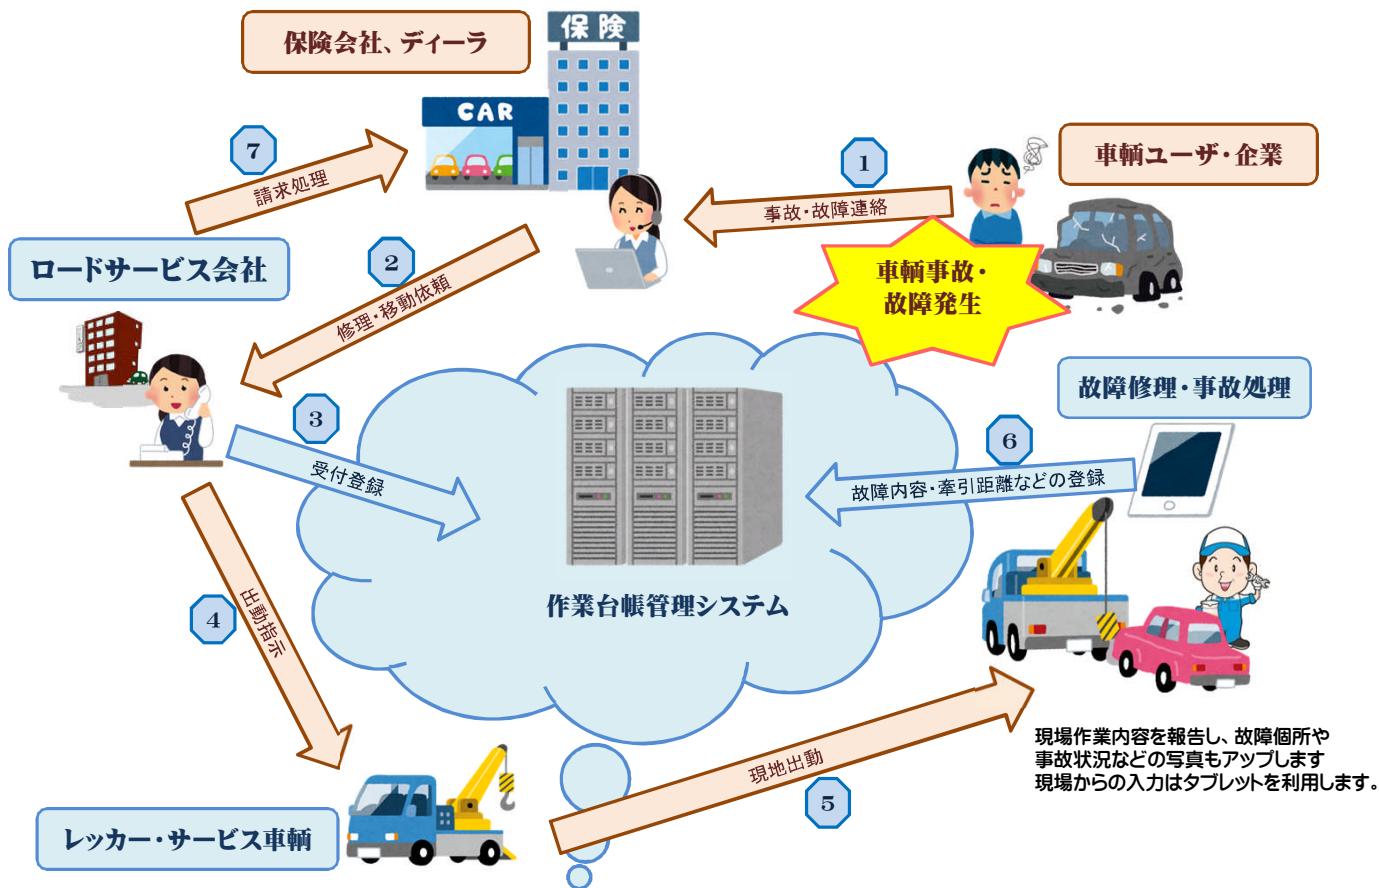 保険会社、ディーラ
保険
CAR
7
請求処理
1
事故・故障連絡
車輌ユーザ・企業
車輌事故・
故障発生
ロードサービス会社
2
修理・移動依頼
3
受付登録
故障修理・事故処理
6
故障内容・牽引距離などの登録
作業台帳管理システム
4
出動指示
現場作業内容を報告し、故障個所や
事故状況などの写真もアップします
現場からの入力はタブレットを利用します。
現地出動
5
レッカー・サービス車輌